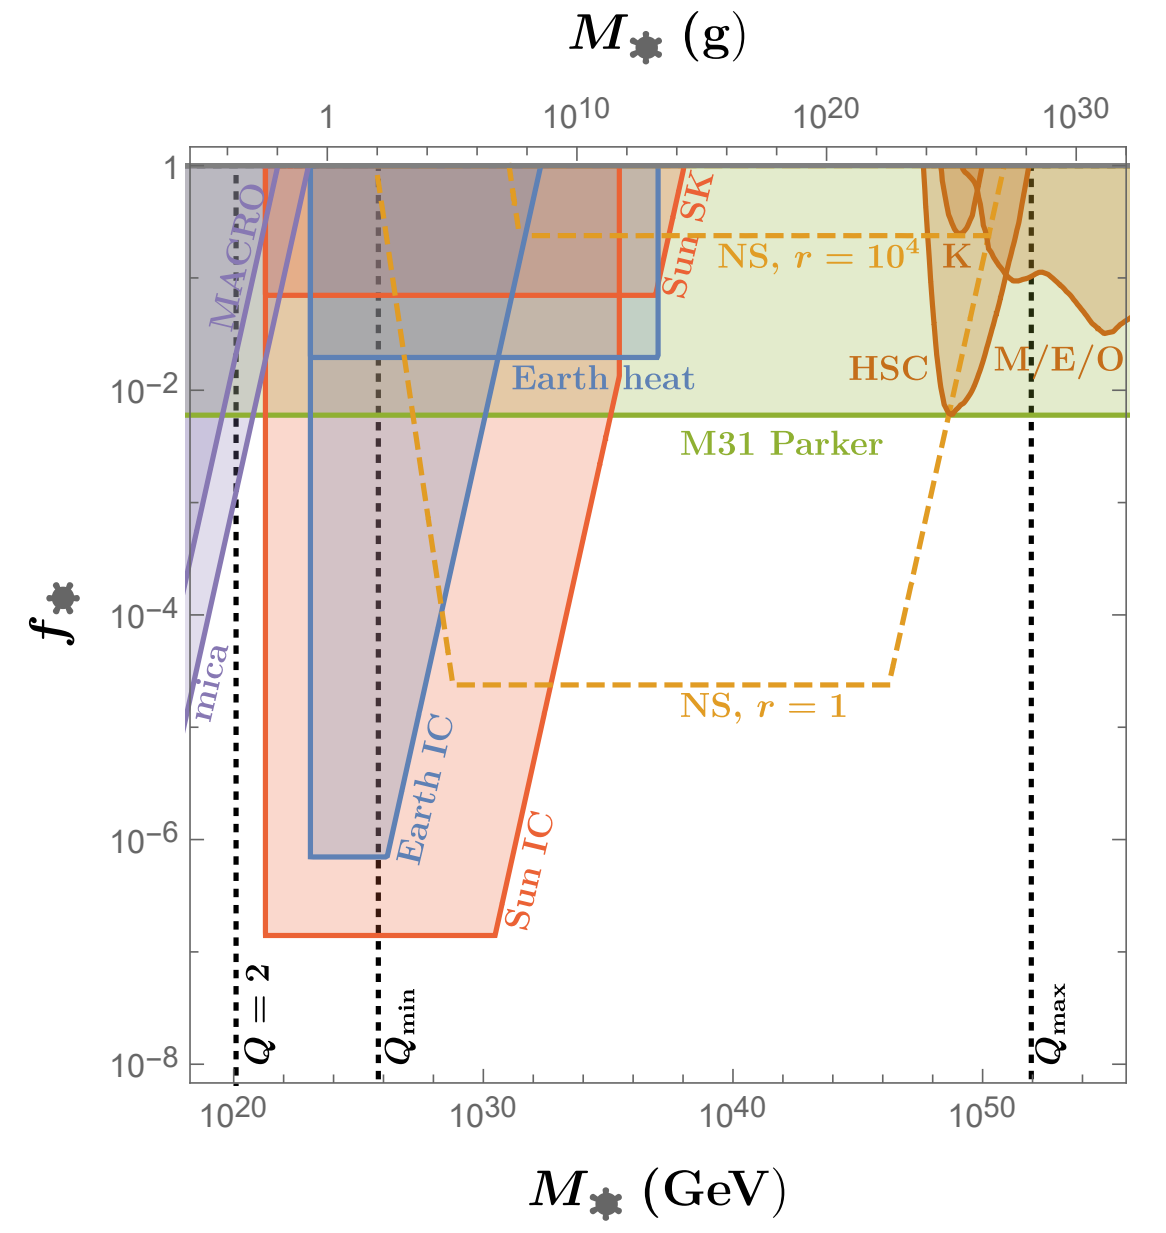 M (g)
1 10^10 10^20 10^30
1
10^−2
10^−4
10^−6
10^−8
f
MACRO
mica
Sun SK
NS, r = 10^4
K
HSC
M/E/O
Earth heat
M31 Parker
NS, r = 1
Earth IC
Sun IC
Q = 2
Q_min
Q_max
10^20 10^30 10^40 10^50
M (GeV)